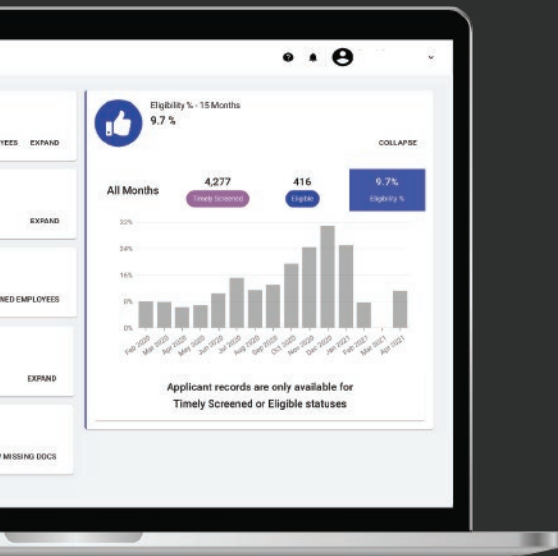 Eligibility % - 15 Months
9.7 %
YEES EXPAND
COLLAPSE
All Months
4,277
Timely Screened
416
Eligible
9.7%
Eligibility %
EXPAND
32%
24%
16%
8%
0%
NED EMPLOYEES
Feb 2020
Mar 2020
Apr 2020
May 2020
Jun 2020
Jul 2020
Aug 2020
Sep 2020
Oct 2020
Nov 2020
Dec 2020
Jan 2021
Feb 2021
Mar 2021
Apr 2021
EXPAND
Applicant records are only available for
Timely Screened or Eligible statuses
MISSING DOCS